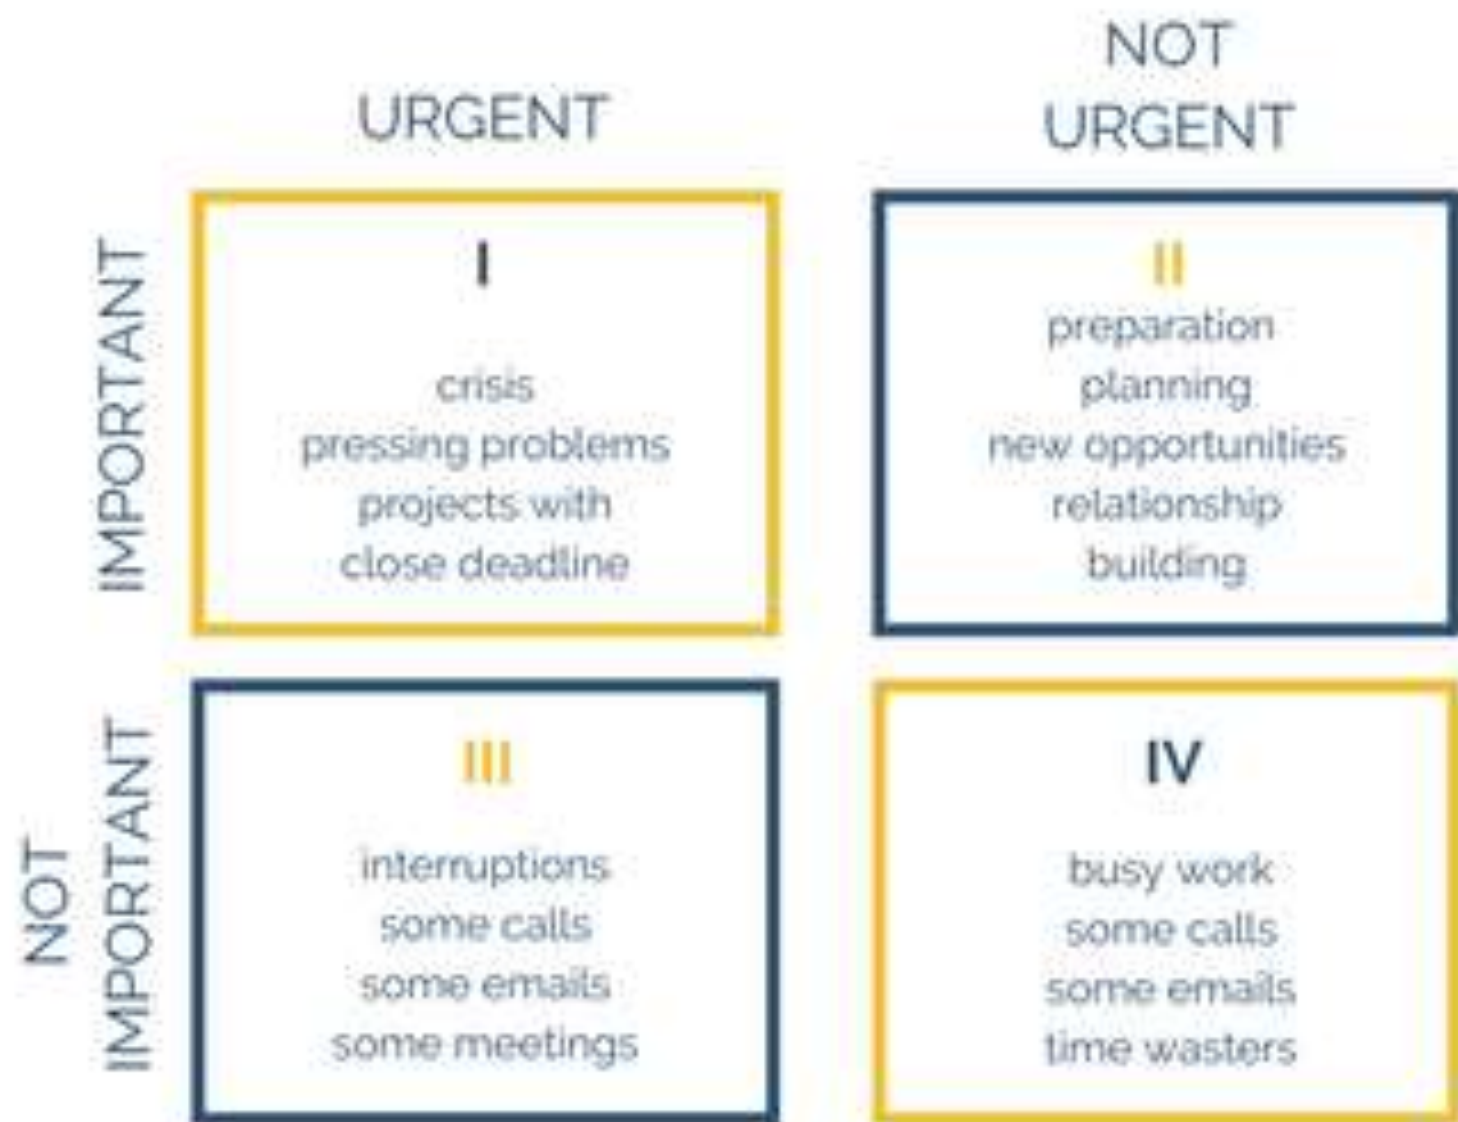 URGENT
NOT
URGENT
IMPORTANT
I
crisis
pressing problems
projects with
close deadline
II
preparation
planning
new opportunities
relationship
building
NOT
IMPORTANT
III
interruptions
some calls
some emails
some meetings
IV
busy work
some calls
some emails
time wasters